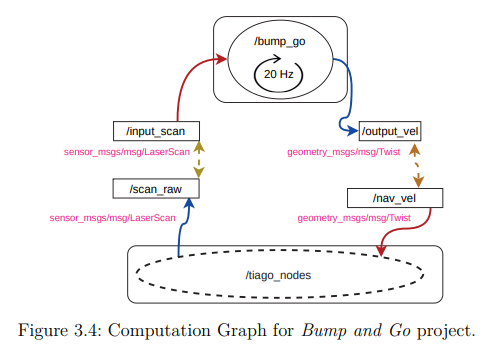 /bump_go
20 Hz
/input_scan
/output_vel
sensor_msgs/msg/LaserScan
geometry_msgs/msg/Twist
/scan_raw
/nav_vel
sensor_msgs/msg/LaserScan
geometry_msgs/msg/Twist
/tiago_nodes
Figure 3.4: Computation Graph for Bump and Go project.